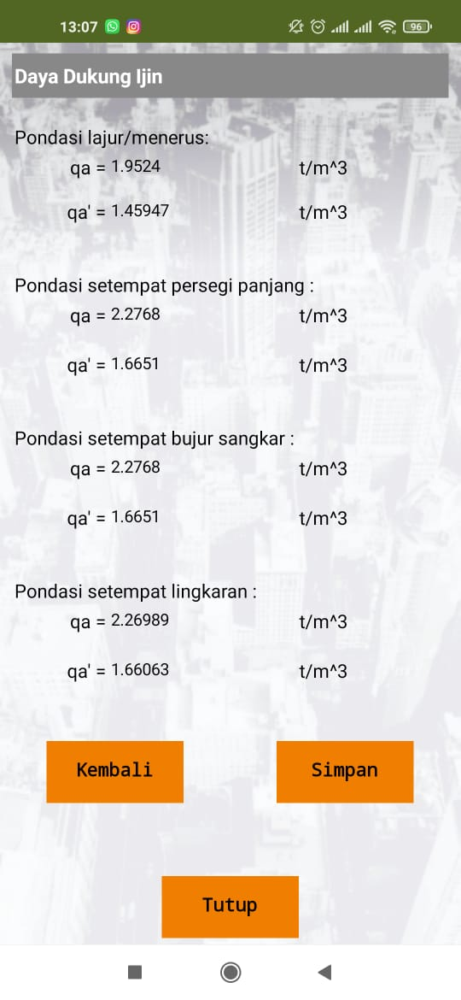 13:07
96
Daya Dukung Ijin
Pondasi lajur/menerus:
qa = 1.9524 t/m^3
qa' = 1.45947 t/m^3
Pondasi setempat persegi panjang :
qa = 2.2768 t/m^3
qa' = 1.6651 t/m^3
Pondasi setempat bujur sangkar :
qa = 2.2768 t/m^3
qa' = 1.6651 t/m^3
Pondasi setempat lingkaran :
qa = 2.26989 t/m^3
qa' = 1.66063 t/m^3
Kembali Simpan
Tutup